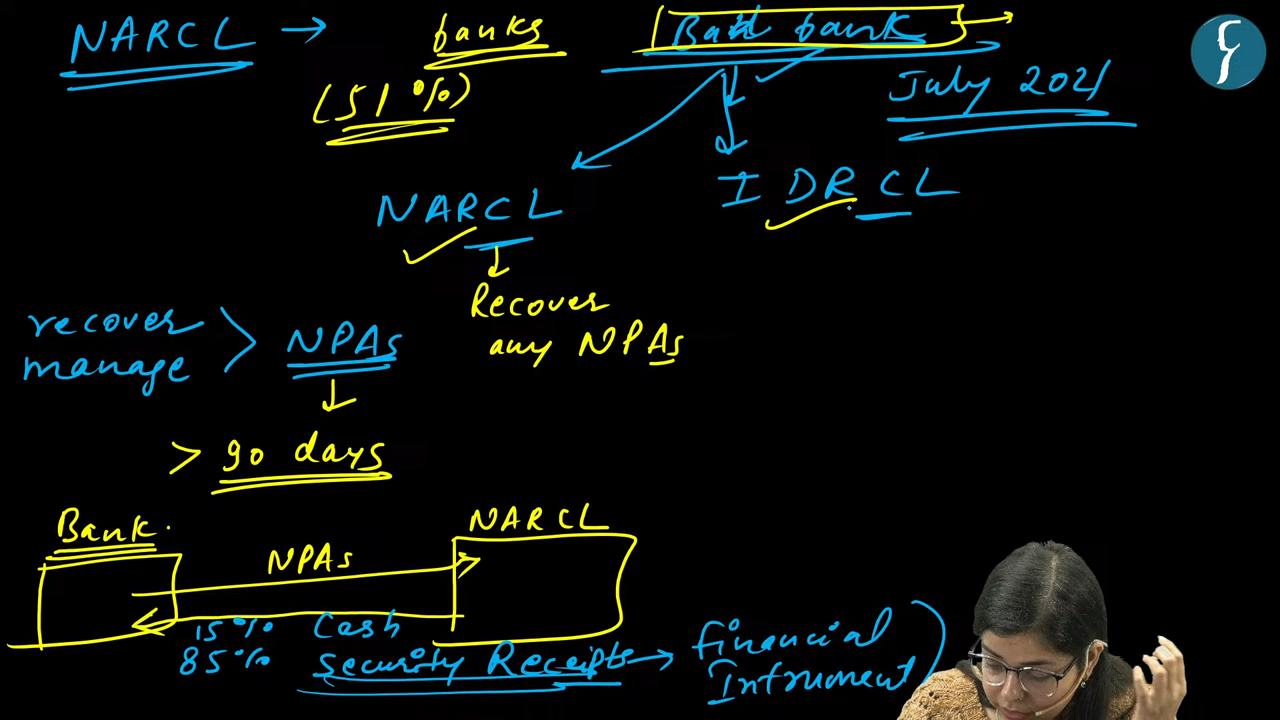 NARCL → banks Bad bank →
(51%) July 2021
NARCL IDRCL
Recover
any NPAs
recover
manage > NPAs
> 90 days
Bank. NARCL
NPAs
15% Cash
85% security Receipts → financial
Intrument